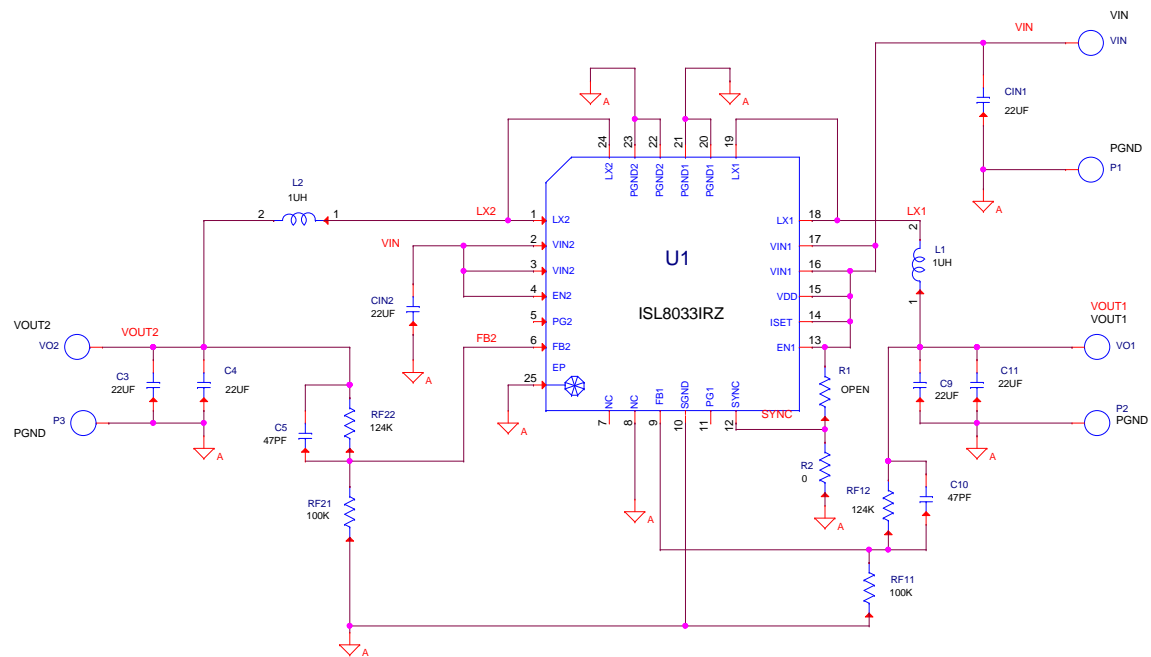 VIN
VIN
VIN
CIN1
22UF
PGND
P1
A
A
A
24
23
22
21
20
19
LX2
PGND2
PGND2
PGND1
PGND1
LX1
L2
1UH
2
1
LX2
1
LX2
VIN
2
VIN2
3
VIN2
4
EN2
5
PG2
FB2
6
FB2
EP
25
CIN2
22UF
A
A
U1
ISL8033IRZ
LX1
18
VIN1
17
VIN1
16
VDD
15
ISET
14
EN1
13
LX1
2
L1
1UH
1
VOUT1
VOUT1
VO1
VOUT2
VOUT2
VO2
C3
22UF
C4
22UF
P3
PGND
A
C5
47PF
RF22
124K
RF21
100K
NC
NC
FB1
SGND
PG1
SYNC
7
8
9
10
11
12
SYNC
R1
OPEN
R2
0
A
A
C9
22UF
C11
22UF
P2
PGND
A
RF12
124K
C10
47PF
RF11
100K
A